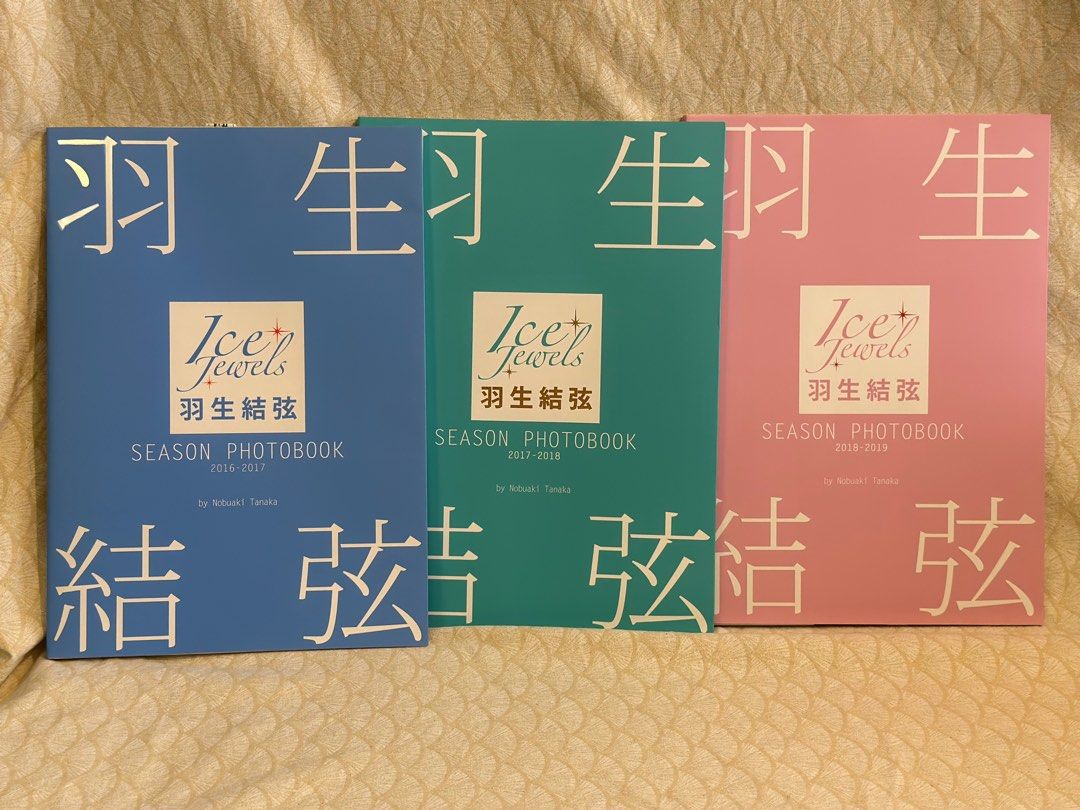 羽生
Ice Jewels
羽生結弦
SEASON PHOTOBOOK
2016-2017
by Nobuaki Tanaka
結弦
羽生
Ice Jewels
羽生結弦
SEASON PHOTOBOOK
2017-2018
by Nobuaki Tanaka
結弦
羽生
Ice Jewels
羽生結弦
SEASON PHOTOBOOK
2018-2019
by Nobuaki Tanaka
結弦